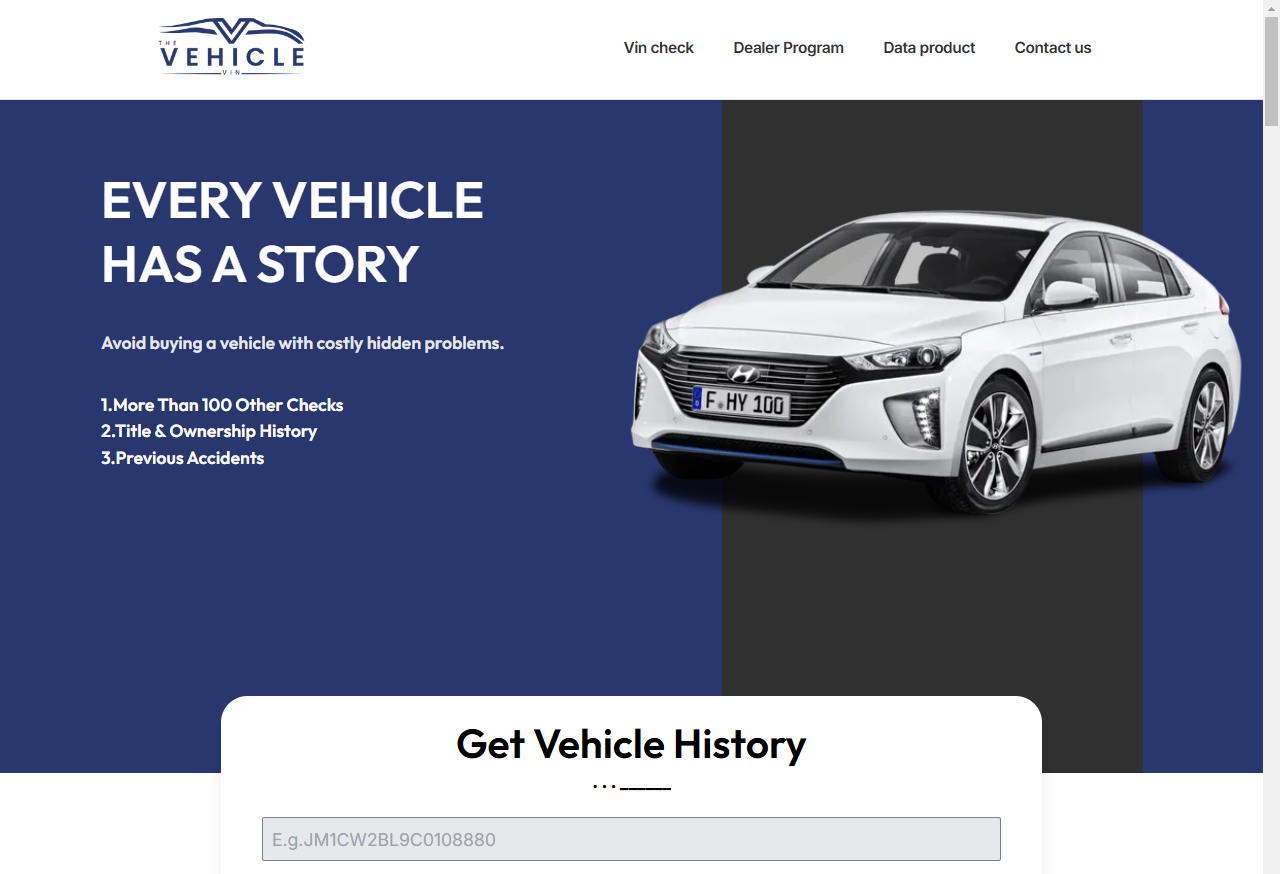 THE
VEHICLE
VIN
Vin check
Dealer Program
Data product
Contact us
EVERY VEHICLE
HAS A STORY
Avoid buying a vehicle with costly hidden problems.
1.More Than 100 Other Checks
2.Title & Ownership History
3.Previous Accidents
F HY 100
Get Vehicle History
E.g.JM1CW2BL9C0108880